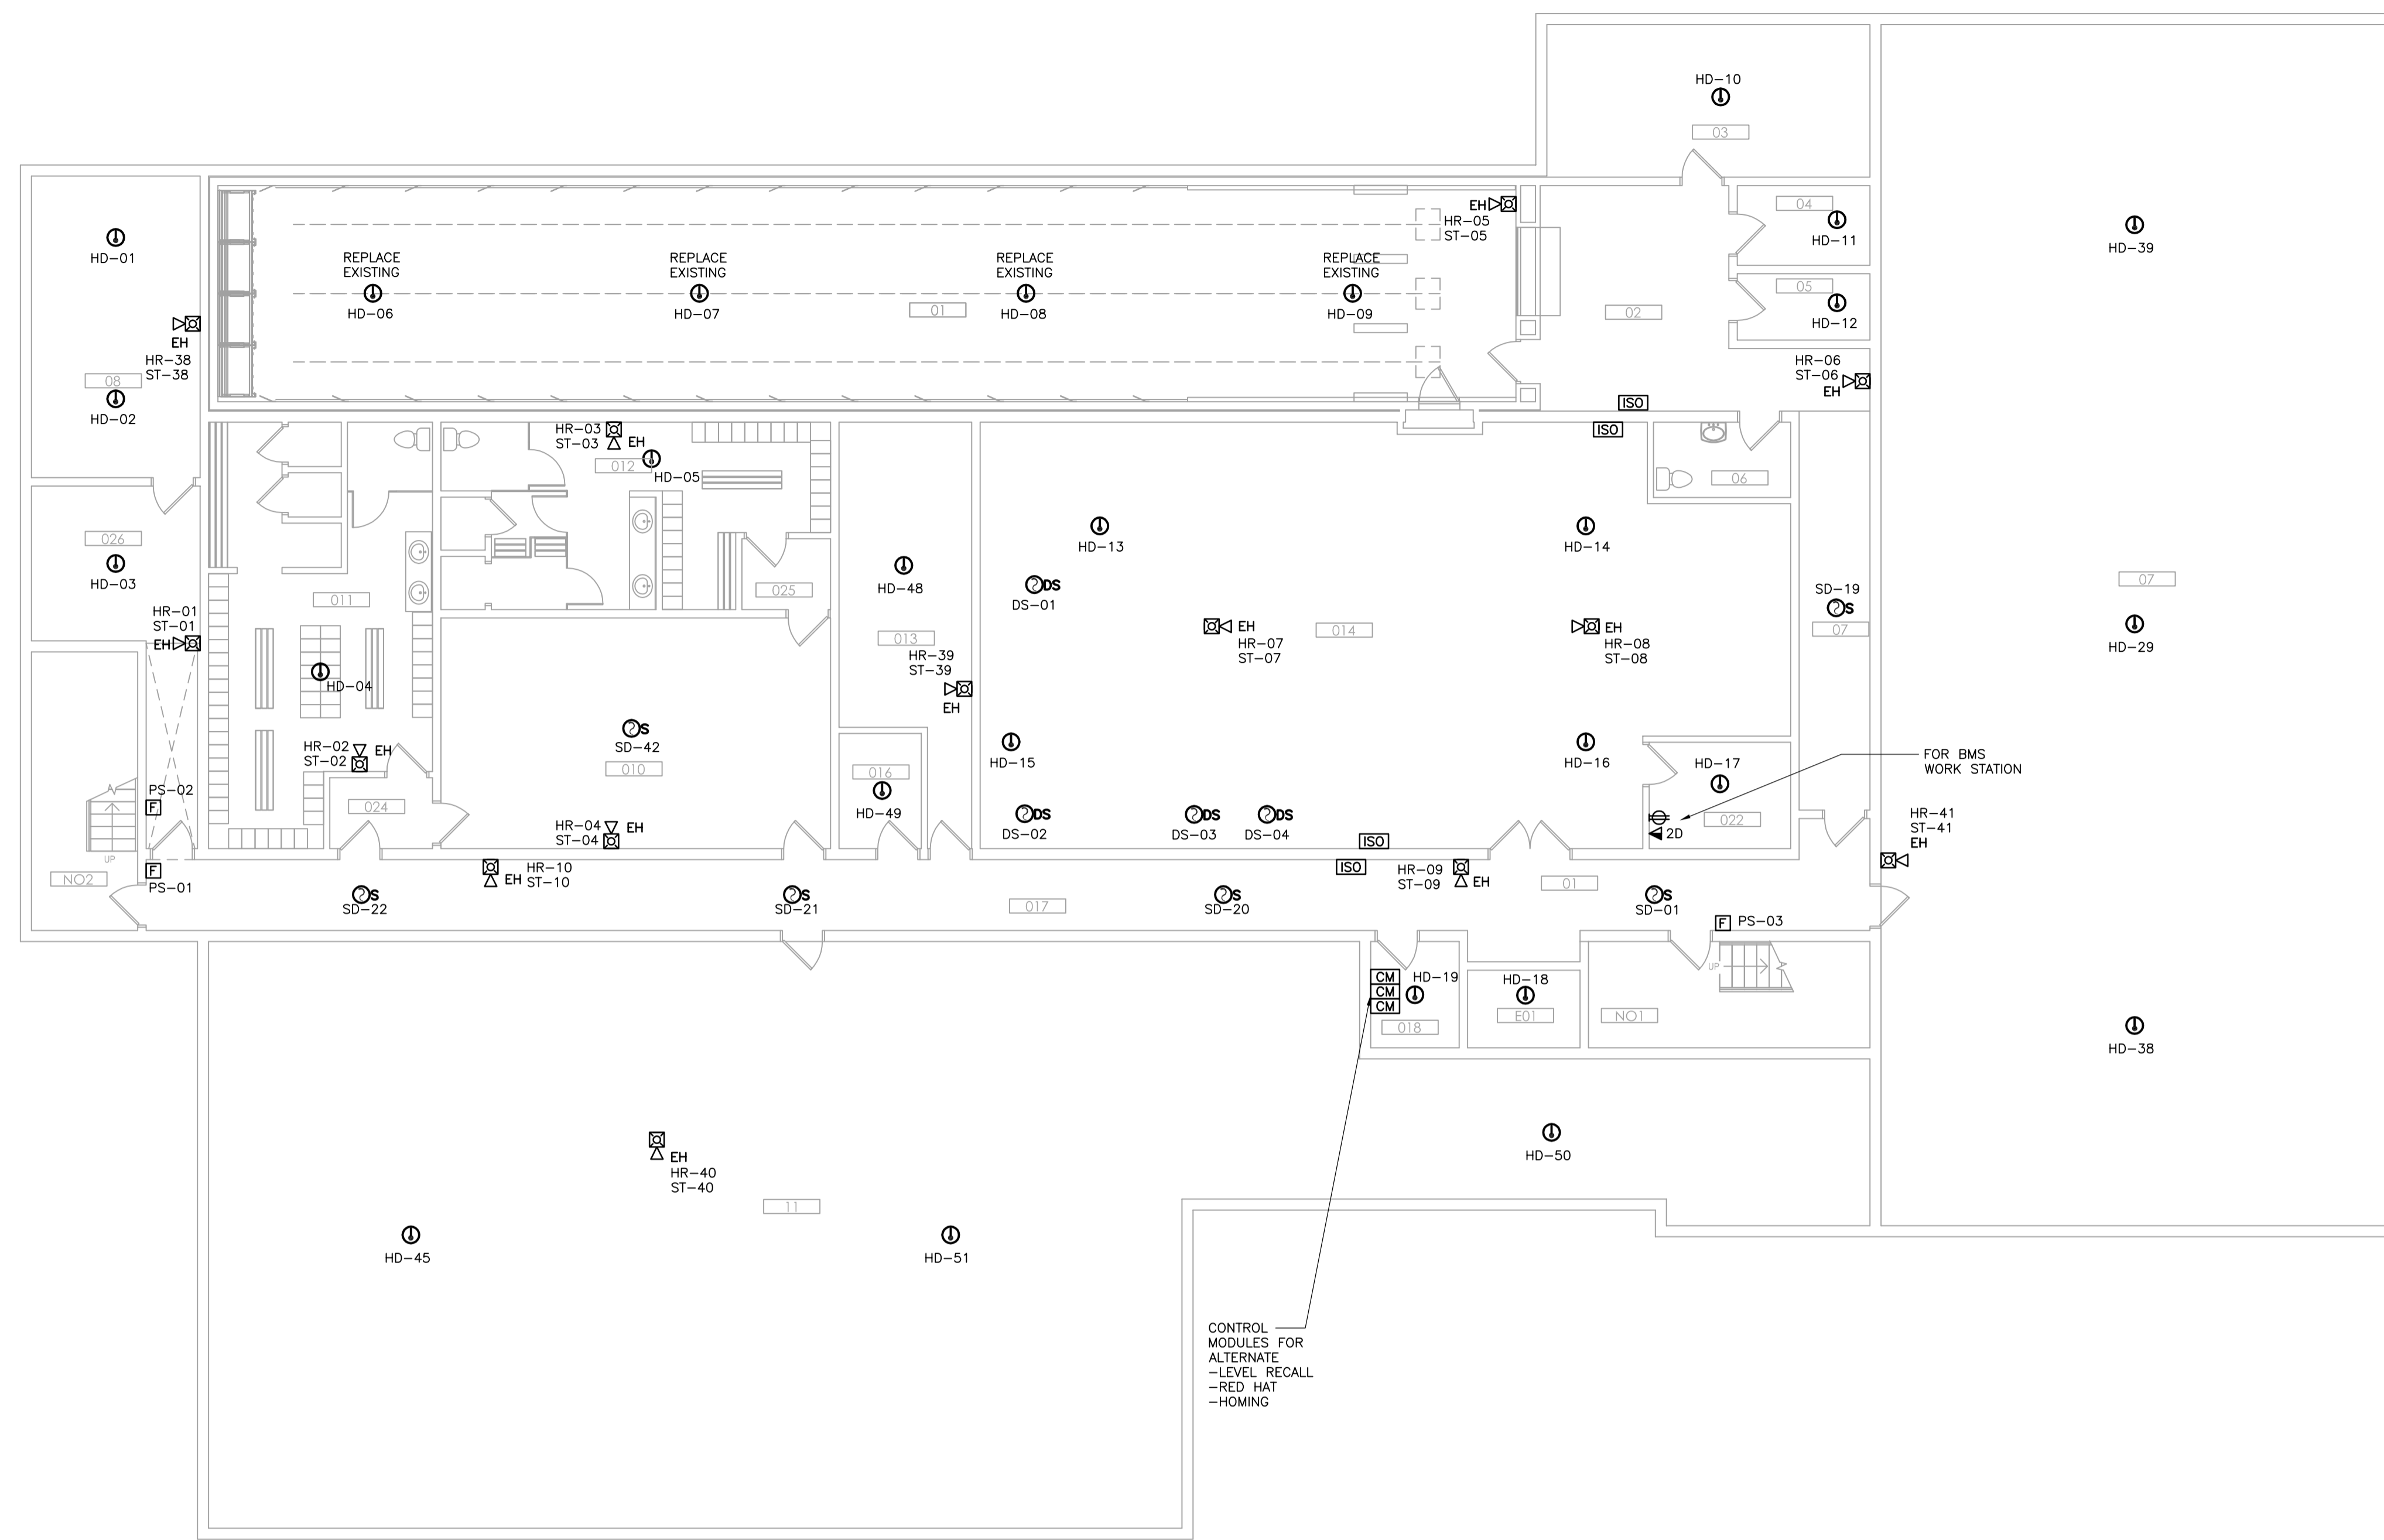 HD-10
03
HD-39
04
HD-11
05
HD-12
02
EH
HR-05
ST-05
HD-01
EH
HR-38
ST-38
08
HD-02
REPLACE
EXISTING
HD-06
REPLACE
EXISTING
HD-07
REPLACE
EXISTING
HD-08
01
REPLACE
EXISTING
HD-09
HR-06
ST-06
EH
ISO
ISO
HR-03
ST-03
EH
012
HD-05
06
026
HD-03
HR-01
ST-01
EH
011
HD-04
025
HD-48
013
HR-39
ST-39
EH
HD-13
HD-14
DS
DS-01
EH
HR-07
ST-07
014
EH
HR-08
ST-08
SD-19
S
07
07
HD-29
HR-02
ST-02
EH
S
SD-42
010
016
HD-49
HD-15
HD-16
HD-17
FOR BMS
WORK STATION
PS-02
F
024
HR-04
ST-04
EH
DS
DS-02
DS
DS-03
DS
DS-04
ISO
2D
022
HR-41
ST-41
EH
UP
NO2
F
PS-01
HR-10
ST-10
EH
ISO
HR-09
ST-09
EH
01
S
SD-22
S
SD-21
017
S
SD-20
S
SD-01
F
PS-03
CM
CM
CM
HD-19
018
HD-18
E01
NO1
UP
HD-38
EH
HR-40
ST-40
11
HD-50
HD-45
HD-51
CONTROL
MODULES FOR
ALTERNATE
-LEVEL RECALL
-RED HAT
-HOMING